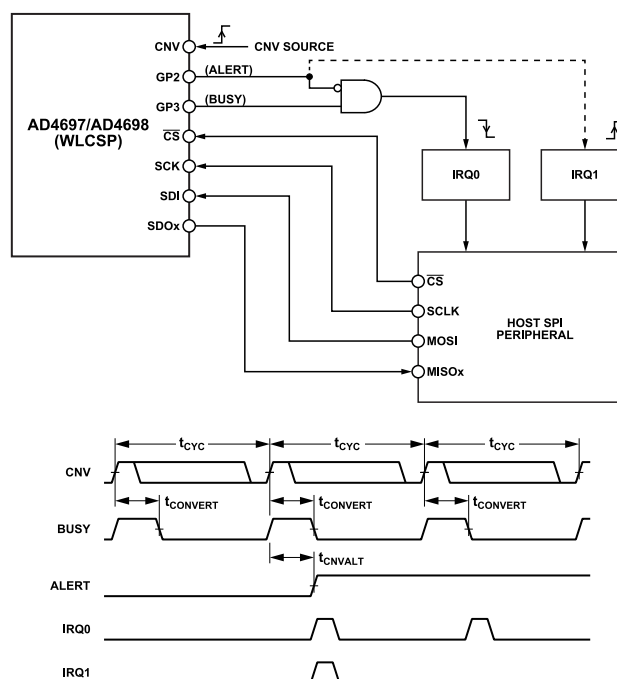 CNV
CNV SOURCE
GP2
(ALERT)
GP3
(BUSY)
AD4697/AD4698
(WLCSP)
CS
SCK
SDI
SDOx
IRQ0
IRQ1
CS
SCLK
MOSI
MISOx
HOST SPI
PERIPHERAL
tCYC
tCYC
tCYC
CNV
tCONVERT
tCONVERT
tCONVERT
BUSY
tCNVALT
ALERT
IRQ0
IRQ1